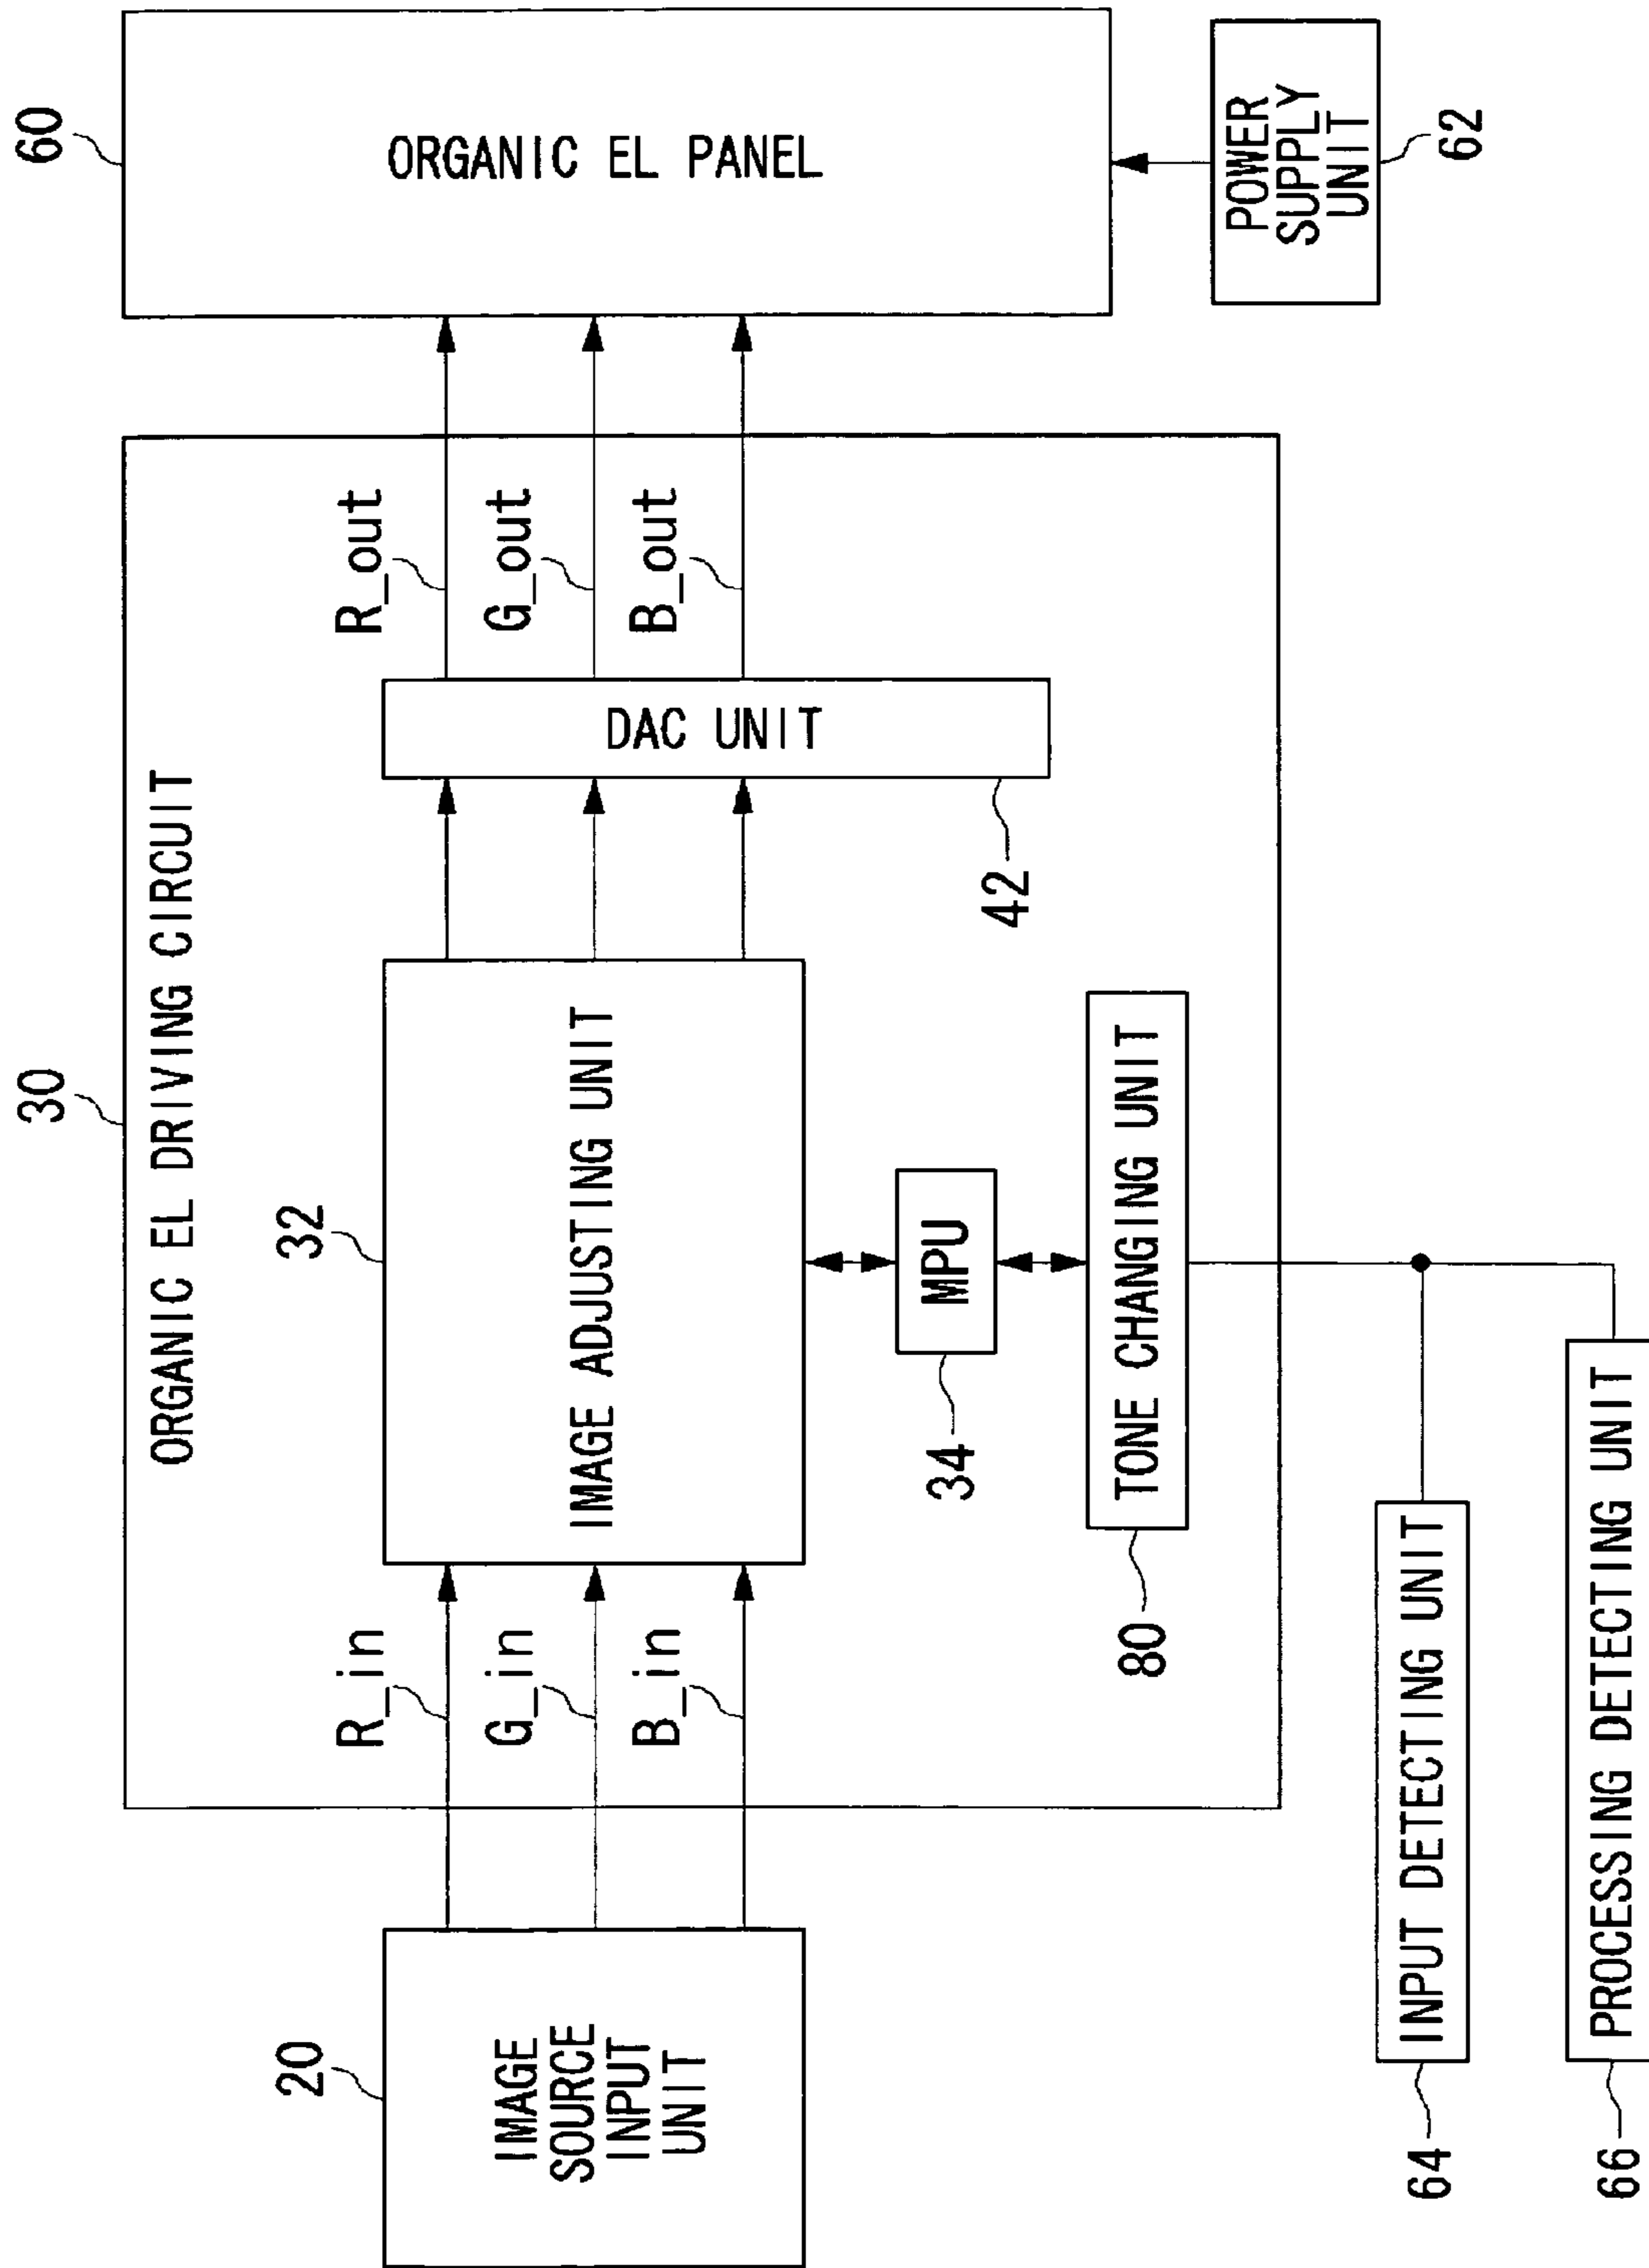 30
60
ORGANIC EL DRIVING CIRCUIT
20
32
IMAGE
SOURCE
INPUT
UNIT
R_in
G_in
B_in
IMAGE ADJUSTING UNIT
R_out
G_out
B_out
DAC UNIT
ORGANIC EL PANEL
34
MPU
42
80
TONE CHANGING UNIT
POWER
SUPPLY
UNIT
62
64
INPUT DETECTING UNIT
66
PROCESSING DETECTING UNIT